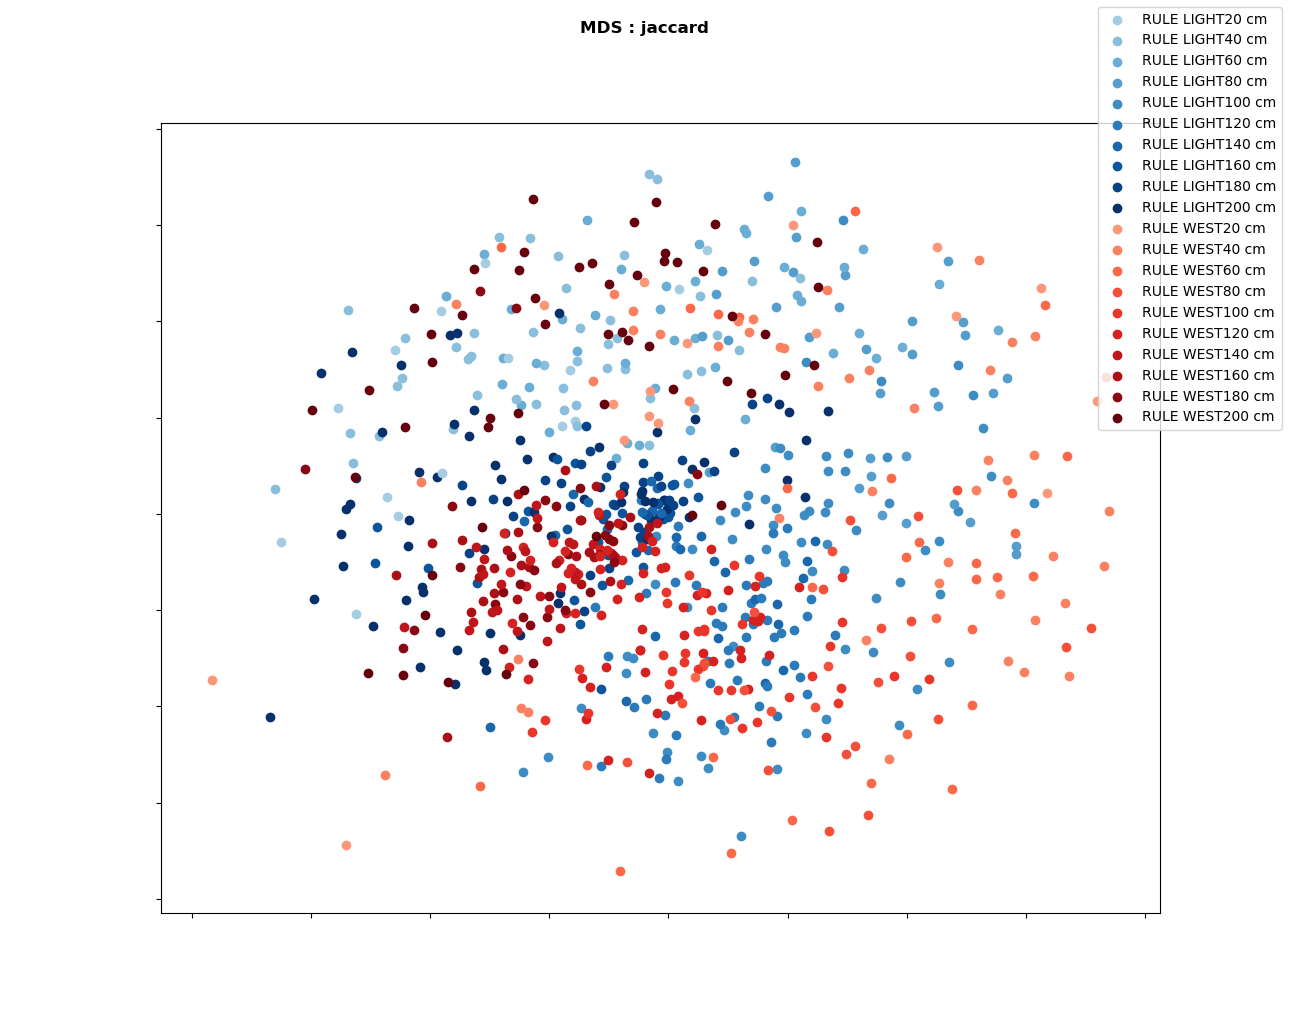 MDS : jaccard
RULE LIGHT20 cm
RULE LIGHT40 cm
RULE LIGHT60 cm
RULE LIGHT80 cm
RULE LIGHT100 cm
RULE LIGHT120 cm
RULE LIGHT140 cm
RULE LIGHT160 cm
RULE LIGHT180 cm
RULE LIGHT200 cm
RULE WEST20 cm
RULE WEST40 cm
RULE WEST60 cm
RULE WEST80 cm
RULE WEST100 cm
RULE WEST120 cm
RULE WEST140 cm
RULE WEST160 cm
RULE WEST180 cm
RULE WEST200 cm